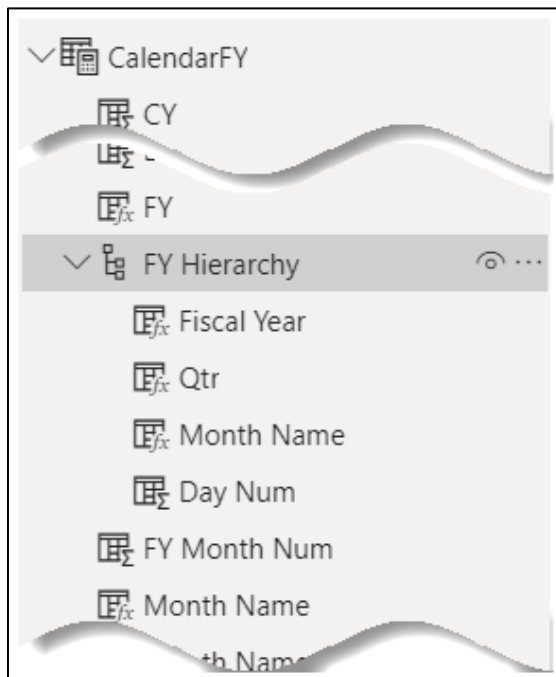 CalendarFY
CY
FY
FY Hierarchy
Fiscal Year
Qtr
Month Name
Day Num
FY Month Num
Month Name